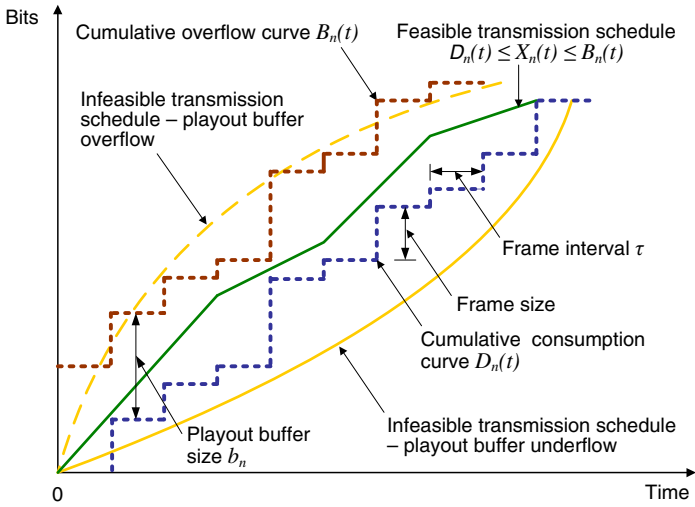 Bits
Cumulative overflow curve Bn(t)
Feasible transmission schedule
Dn(t) ≤ Xn(t) ≤ Bn(t)
Infeasible transmission
schedule – playout buffer
overflow
Frame interval τ
Frame size
Cumulative consumption
curve Dn(t)
Playout buffer
size bn
Infeasible transmission schedule
– playout buffer underflow
0
Time